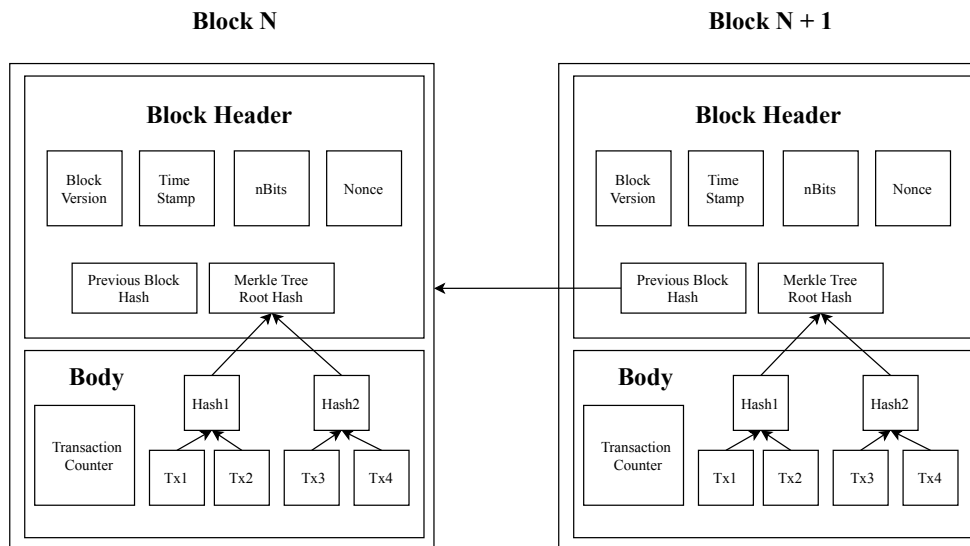 Block N
Block Header
Block
Version
Time
Stamp
nBits
Nonce
Previous Block
Hash
Merkle Tree
Root Hash
Body
Transaction
Counter
Hash1
Hash2
Tx1
Tx2
Tx3
Tx4
Block N + 1
Block Header
Block
Version
Time
Stamp
nBits
Nonce
Previous Block
Hash
Merkle Tree
Root Hash
Body
Transaction
Counter
Hash1
Hash2
Tx1
Tx2
Tx3
Tx4